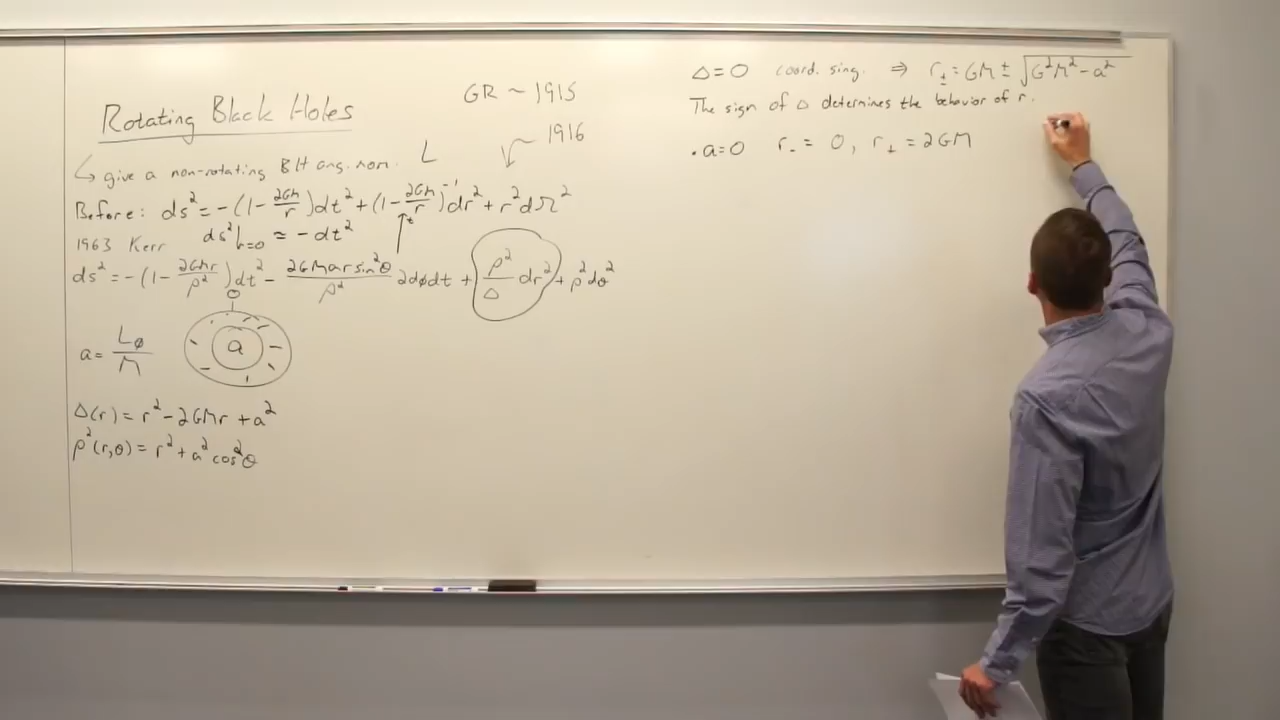 Rotating Black Holes
GR ~ 1915
1916
↳ give a non-rotating BH ang. mom. L
Before: ds² = -(1 - 2GM/r)dt² + (1 - 2GM/r)⁻¹dr² + r²dΩ²
1963 Kerr ds²|ₕ₌₀ ≈ -dt²
ds² = -(1 - 2GMr/ρ²)dt² - 2GMar sin²θ/ρ² 2dφdt + ρ²/Δ dr² + ρ²dθ²
a = L_φ/M
a
Δ(r) = r² - 2GMr + a²
ρ²(r,θ) = r² + a²cos²θ
Δ = 0 coord. sing. ⇒ r± = GM ± √(G²M² - a²)
The sign of Δ determines the behavior of r.
• a = 0 r₋ = 0, r₊ = 2GM